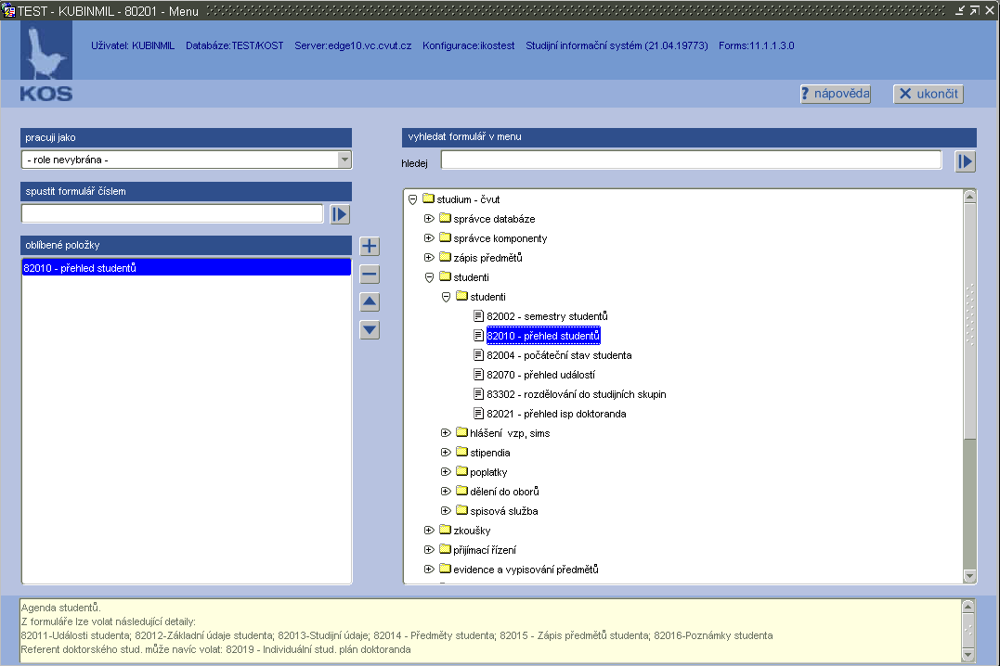 TEST - KUBINMIL - 80201 - Menu
Uživatel: KUBINMIL Databáze:TEST/KOST Server:edge10.vc.cvut.cz Konfigurace:ikostest Studijní informační systém (21.04.19773) Forms:11.1.1.3.0
KOS
? nápověda
ukončit
pracuji jako
- role nevybrána -
spustit formulář číslem
oblíbené položky
82010 - přehled studentů
vyhledat formulář v menu
hledej
studium - čvut
správce databáze
správce komponenty
zápis předmětů
studenti
studenti
82002 - semestry studentů
82010 - přehled studentů
82004 - počáteční stav studenta
82070 - přehled událostí
83302 - rozdělování do studijních skupin
82021 - přehled isp doktoranda
hlášení vzp, sims
stipendia
poplatky
dělení do oborů
spisová služba
zkoušky
přijímací řízení
evidence a vypisování předmětů
Agenda studentů.
Z formuláře lze volat následující detaily:
82011-Události studenta; 82012-Základní údaje studenta; 82013-Studijní údaje; 82014 - Předměty studenta; 82015 - Zápis předmětů studenta; 82016-Poznámky studenta
Referent doktorského stud. může navíc volat: 82019 - Individuální stud. plán doktoranda